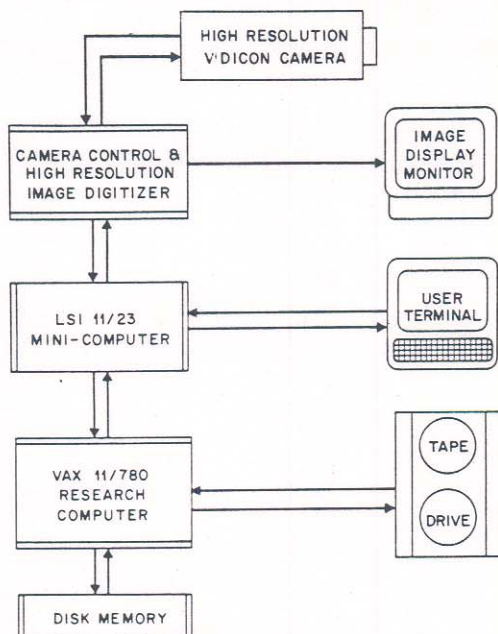 HIGH RESOLUTION
V'DICON CAMERA
CAMERA CONTROL &
HIGH RESOLUTION
IMAGE DIGITIZER
IMAGE
DISPLAY
MONITOR
LSI 11/23
MINI-COMPUTER
USER
TERMINAL
VAX 11/780
RESEARCH
COMPUTER
TAPE
DRIVE
DISK MEMORY